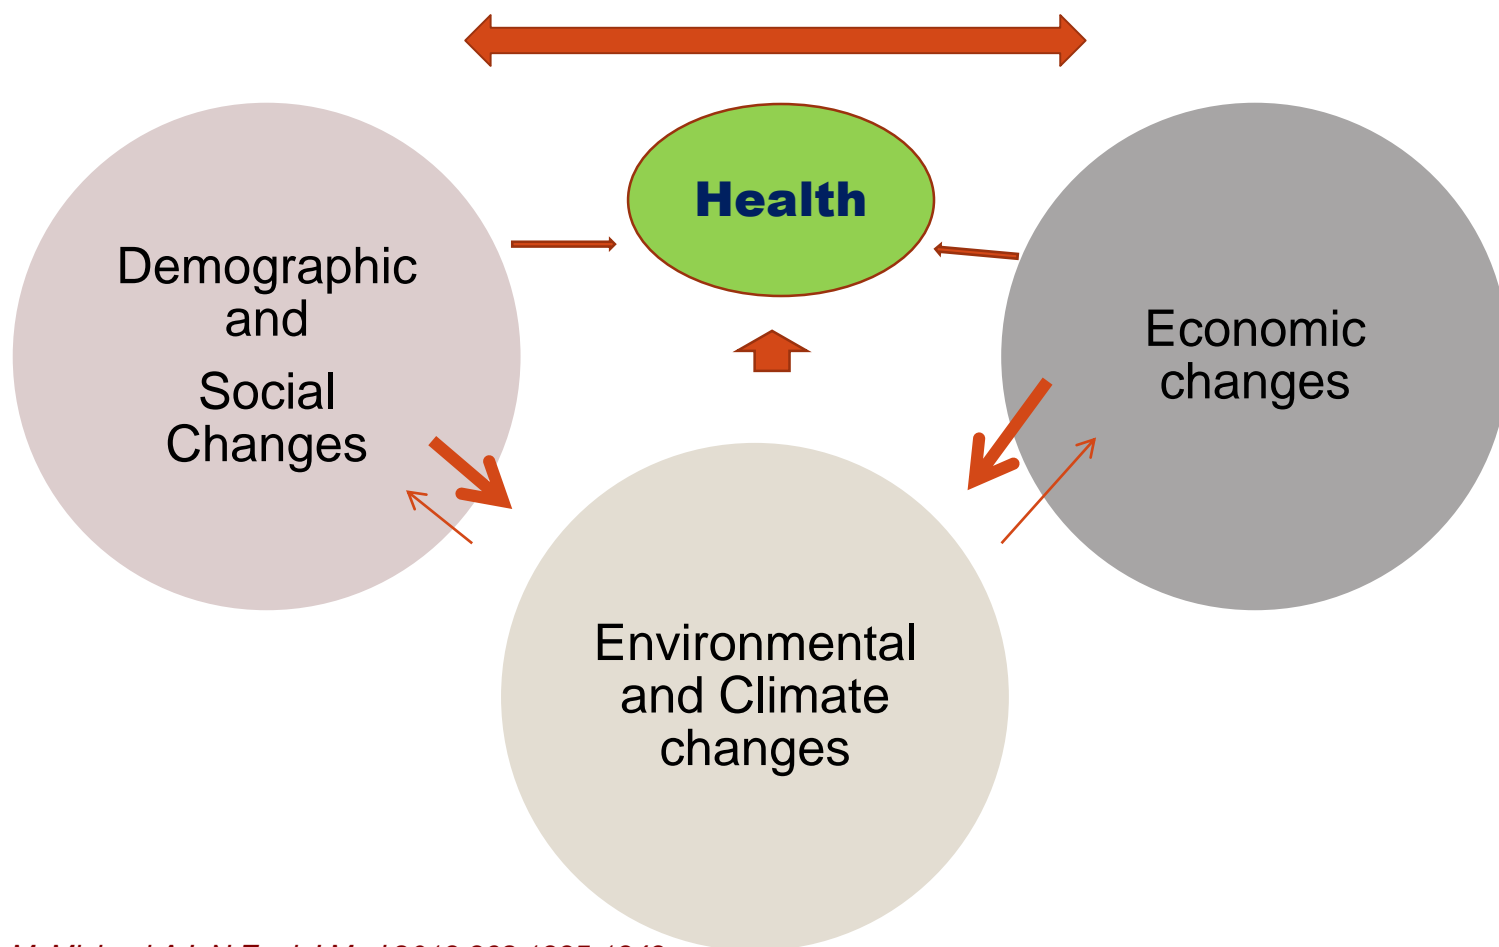 Health
Demographic
and
Social
Changes
Economic
changes
Environmental
and Climate
changes